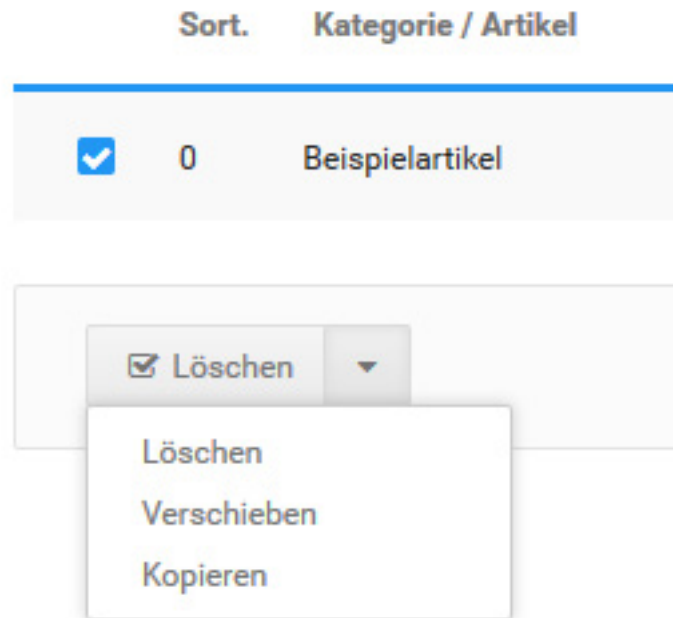 Sort. Kategorie / Artikel
0 Beispielartikel
Löschen
Löschen
Verschieben
Kopieren